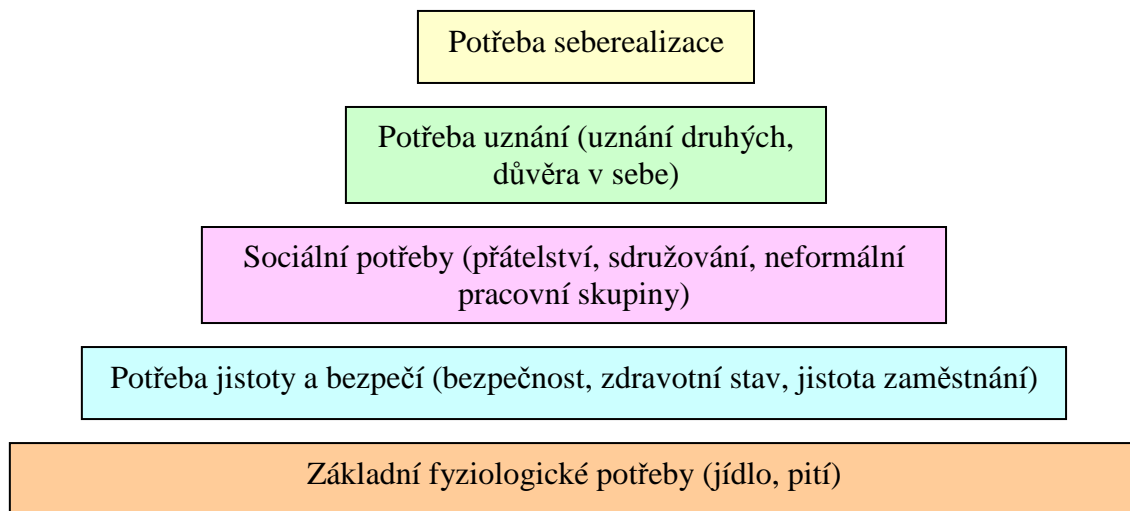 Potřeba seberealizace
Potřeba uznání (uznání druhých,
důvěra v sebe)
Sociální potřeby (přátelství, sdružování, neformální
pracovní skupiny)
Potřeba jistoty a bezpečí (bezpečnost, zdravotní stav, jistota zaměstnání)
Základní fyziologické potřeby (jídlo, pití)